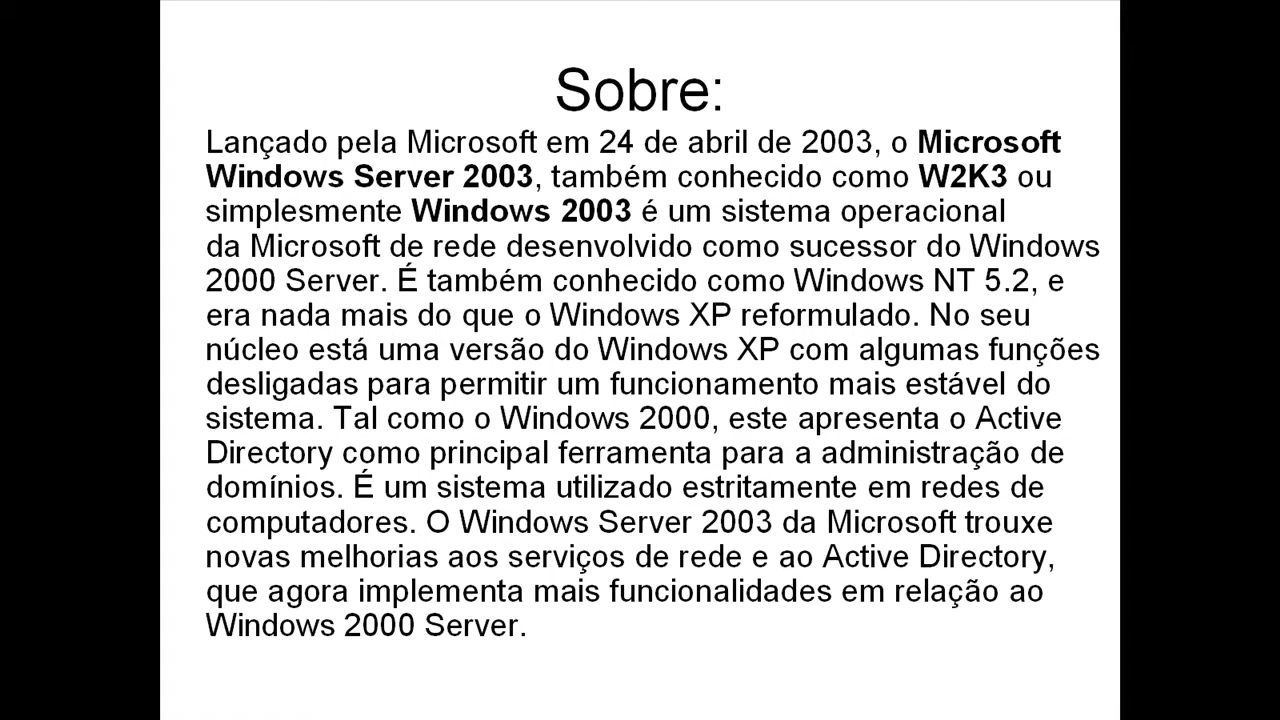 Sobre:
Lançado pela Microsoft em 24 de abril de 2003, o Microsoft
Windows Server 2003, também conhecido como W2K3 ou
simplesmente Windows 2003 é um sistema operacional
da Microsoft de rede desenvolvido como sucessor do Windows
2000 Server. É também conhecido como Windows NT 5.2, e
era nada mais do que o Windows XP reformulado. No seu
núcleo está uma versão do Windows XP com algumas funções
desligadas para permitir um funcionamento mais estável do
sistema. Tal como o Windows 2000, este apresenta o Active
Directory como principal ferramenta para a administração de
domínios. É um sistema utilizado estritamente em redes de
computadores. O Windows Server 2003 da Microsoft trouxe
novas melhorias aos serviços de rede e ao Active Directory,
que agora implementa mais funcionalidades em relação ao
Windows 2000 Server.